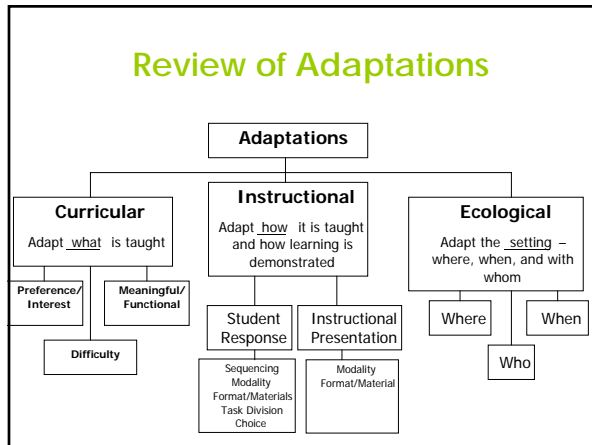 Review of Adaptations
Adaptations
Curricular
Adapt what is taught
Preference/
Interest
Meaningful/
Functional
Difficulty
Instructional
Adapt how it is taught
and how learning is
demonstrated
Student
Response
Sequencing
Modality
Format/Materials
Task Division
Choice
Instructional
Presentation
Modality
Format/Material
Ecological
Adapt the setting –
where, when, and with
whom
Where
When
Who